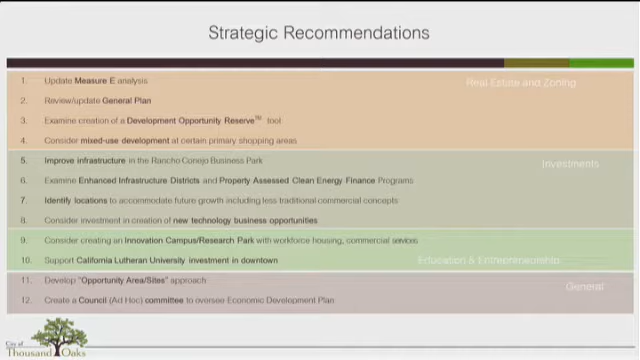 Strategic Recommendations
Real Estate and Zoning
1. Update Measure E analysis
2. Review/update General Plan
3. Examine creation of a Development Opportunity Reserve™ tool
4. Consider mixed-use development at certain primary shopping areas
Investments
5. Improve infrastructure in the Rancho Conejo Business Park
6. Examine Enhanced Infrastructure Districts and Property Assessed Clean Energy Finance Programs
7. Identify locations to accommodate future growth including less traditional commercial concepts
8. Consider investment in creation of new technology business opportunities
9. Consider creating an Innovation Campus/Research Park with workforce housing, commercial services
10. Support California Lutheran University investment in downtown
Education & Entrepreneurship
11. Develop "Opportunity Area/Sites" approach
General
12. Create a Council (Ad Hoc) committee to oversee Economic Development Plan
City of
Thousand Oaks